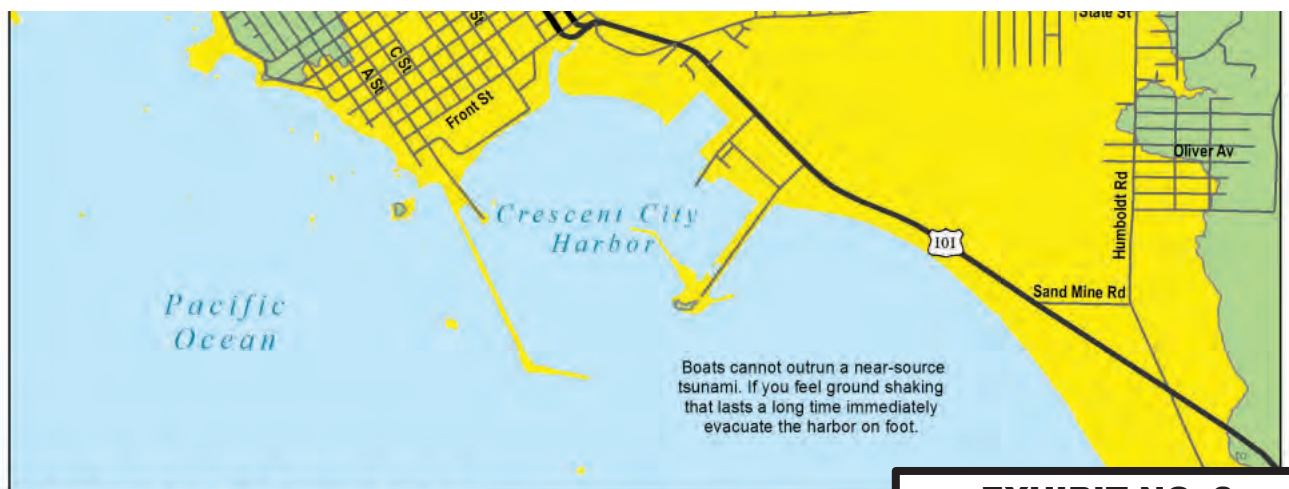 State St
C St
A St
Front St
Oliver Av
Humboldt Rd
Crescent City
Harbor
101
Sand Mine Rd
Pacific
Ocean
Boats cannot outrun a near-source
tsunami. If you feel ground shaking
that lasts a long time immediately
evacuate the harbor on foot.
to